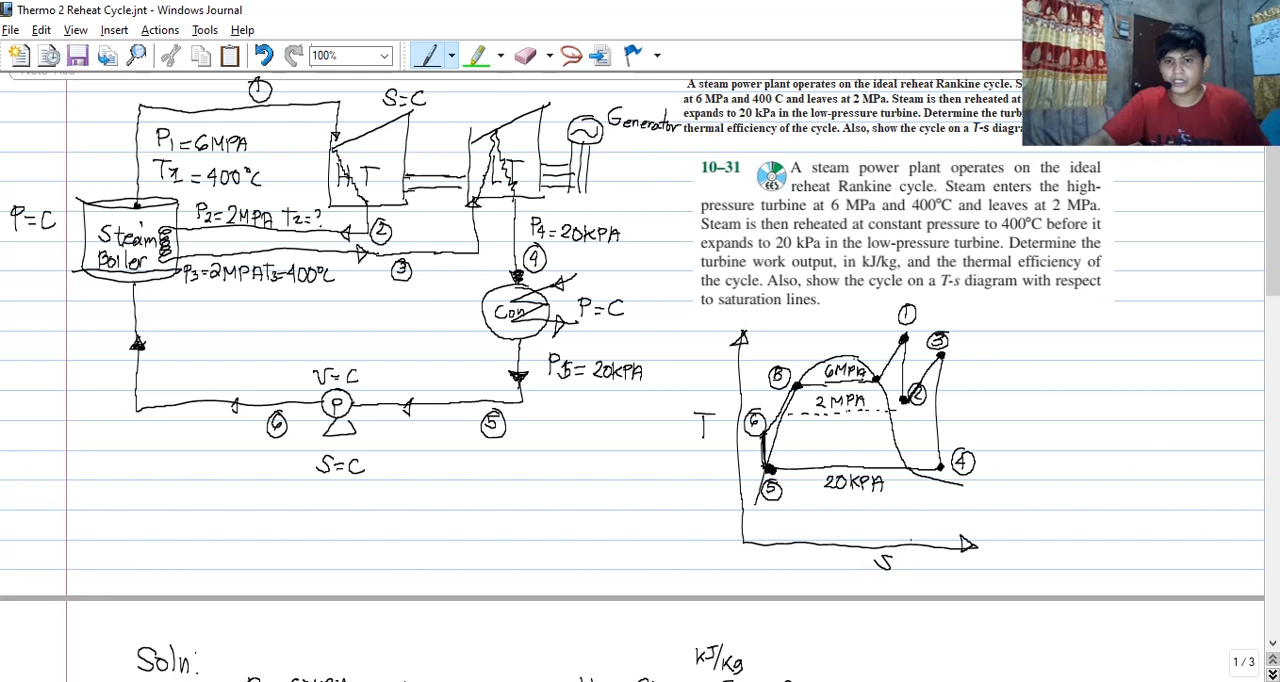 Thermo 2 Reheat Cycle.jnt - Windows Journal
File Edit View Insert Actions Tools Help
100%
A steam power plant operates on the ideal reheat Rankine cycle. S
at 6 MPa and 400 C and leaves at 2 MPa. Steam is then reheated at
expands to 20 kPa in the low-pressure turbine. Determine the turb
thermal efficiency of the cycle. Also, show the cycle on a T-s diagra
10–31 A steam power plant operates on the ideal
EES
reheat Rankine cycle. Steam enters the high-
pressure turbine at 6 MPa and 400°C and leaves at 2 MPa.
Steam is then reheated at constant pressure to 400°C before it
expands to 20 kPa in the low-pressure turbine. Determine the
turbine work output, in kJ/kg, and the thermal efficiency of
the cycle. Also, show the cycle on a T-s diagram with respect
to saturation lines.
1
S=C
Generator
P1=6MPA
T1=400°C
HT
LT
P=C
P2=2MPA T2=?
2
Steam
Boiler
P3=2MPA T3=400°C
3
P4=20KPA
4
Con
P=C
P5=20KPA
V=C
P
6
5
S=C
T
1
3
B
6MPA
2
2MPA
6
4
5
20KPA
S
Soln:
KJ/Kg
1 / 3